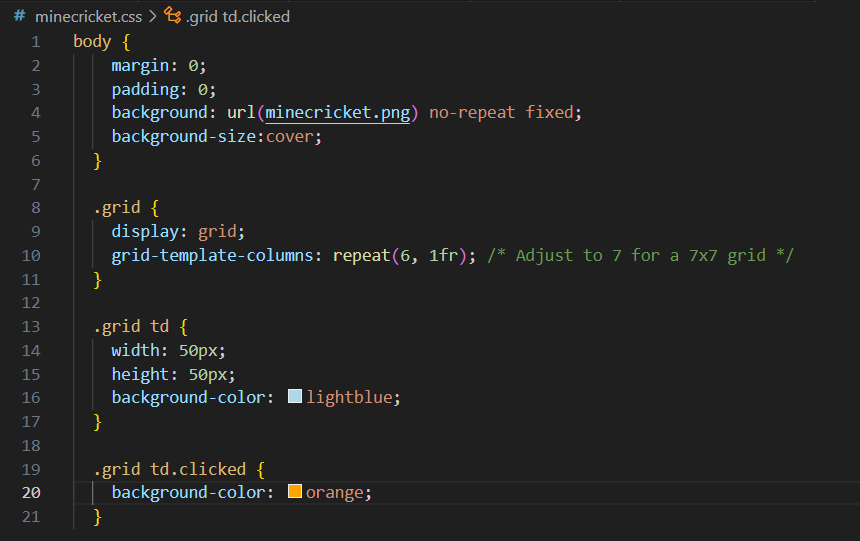 # minecricket.css > .grid td.clicked
1 body {
2 margin: 0;
3 padding: 0;
4 background: url(minecricket.png) no-repeat fixed;
5 background-size:cover;
6 }
7
8 .grid {
9 display: grid;
10 grid-template-columns: repeat(6, 1fr); /* Adjust to 7 for a 7x7 grid */
11 }
12
13 .grid td {
14 width: 50px;
15 height: 50px;
16 background-color: lightblue;
17 }
18
19 .grid td.clicked {
20 background-color: orange;
21 }